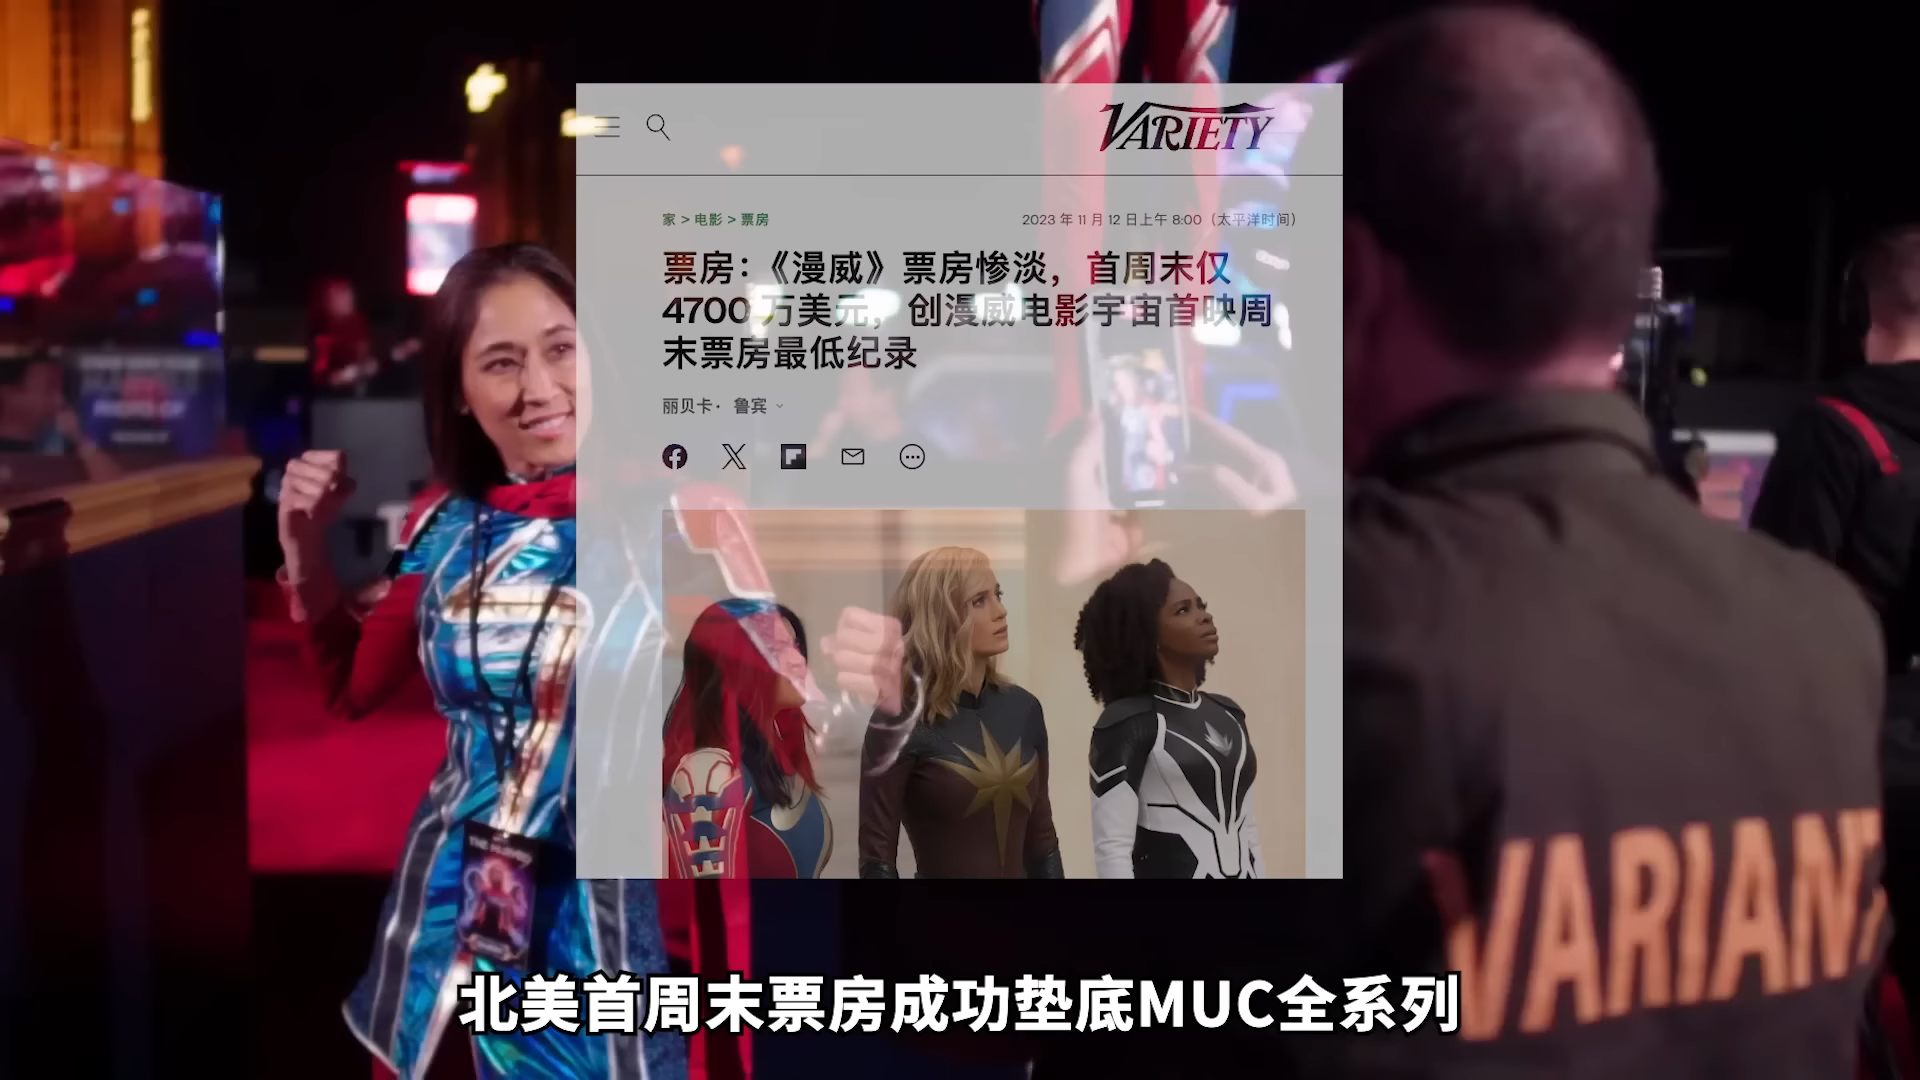 VARIETY
家 > 电影 > 票房
2023 年 11 月 12 日上午 8:00（太平洋时间）
票房：《漫威》票房惨淡，首周末仅
4700 万美元，创漫威电影宇宙首映周
末票房最低纪录
丽贝卡· 鲁宾
VARIANT
北美首周末票房成功垫底MUC全系列